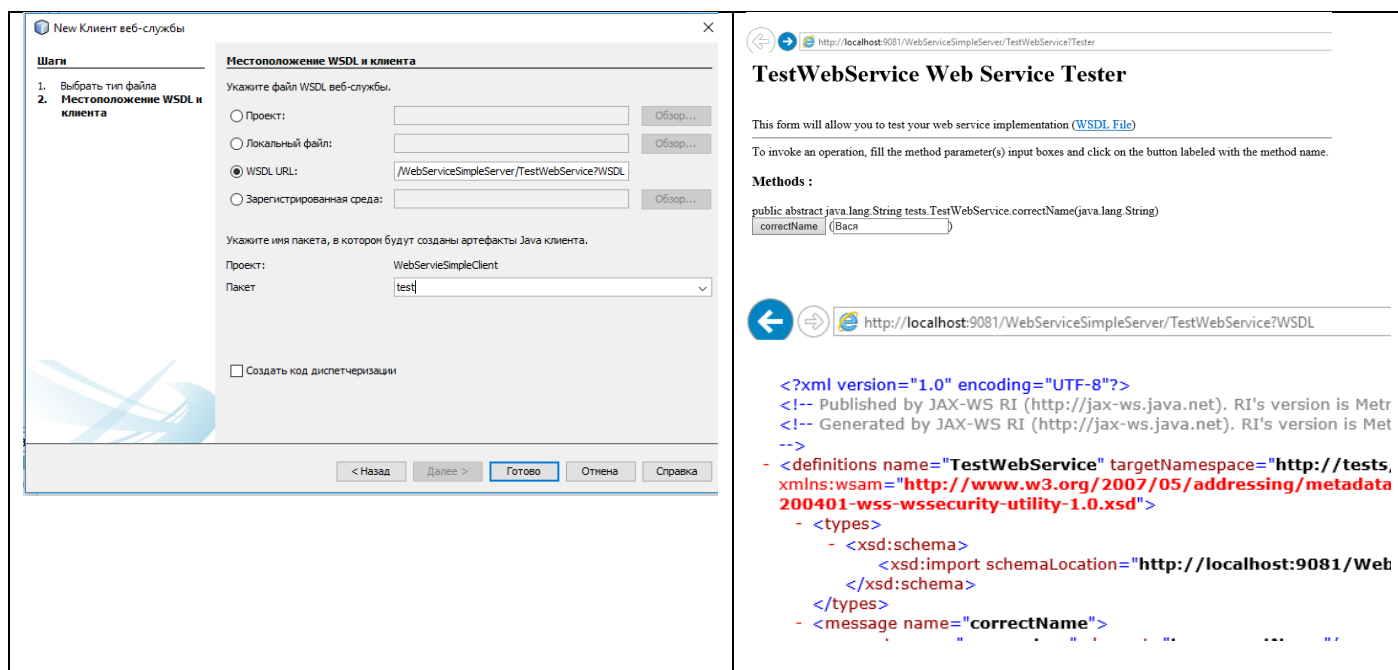 New Клиент веб-службы
Шаги
1. Выбрать тип файла
2. Местоположение WSDL и
клиента
Местоположение WSDL и клиента
Укажите файл WSDL веб-службы.
Проект:
Обзор...
Локальный файл:
Обзор...
WSDL URL: /WebServiceSimpleServer/TestWebService?WSDL
Зарегистрированная среда:
Обзор...
Укажите имя пакета, в котором будут созданы артефакты Java клиента.
Проект: WebServieSimpleClient
Пакет test
Создать код диспетчеризации
< Назад Далее > Готово Отмена Справка
http://localhost:9081/WebServiceSimpleServer/TestWebService?Tester
TestWebService Web Service Tester
This form will allow you to test your web service implementation (WSDL File)
To invoke an operation, fill the method parameter(s) input boxes and click on the button labeled with the method name.
Methods :
public abstract java.lang.String tests.TestWebService.correctName(java.lang.String)
correctName (Вася )
http://localhost:9081/WebServiceSimpleServer/TestWebService?WSDL
<?xml version="1.0" encoding="UTF-8"?>
<!-- Published by JAX-WS RI (http://jax-ws.java.net). RI's version is Metr
<!-- Generated by JAX-WS RI (http://jax-ws.java.net). RI's version is Met
-->
- <definitions name="TestWebService" targetNamespace="http://tests/
xmlns:wsam="http://www.w3.org/2007/05/addressing/metadata
200401-wss-wssecurity-utility-1.0.xsd">
- <types>
- <xsd:schema>
<xsd:import schemaLocation="http://localhost:9081/Web
</xsd:schema>
</types>
- <message name="correctName">